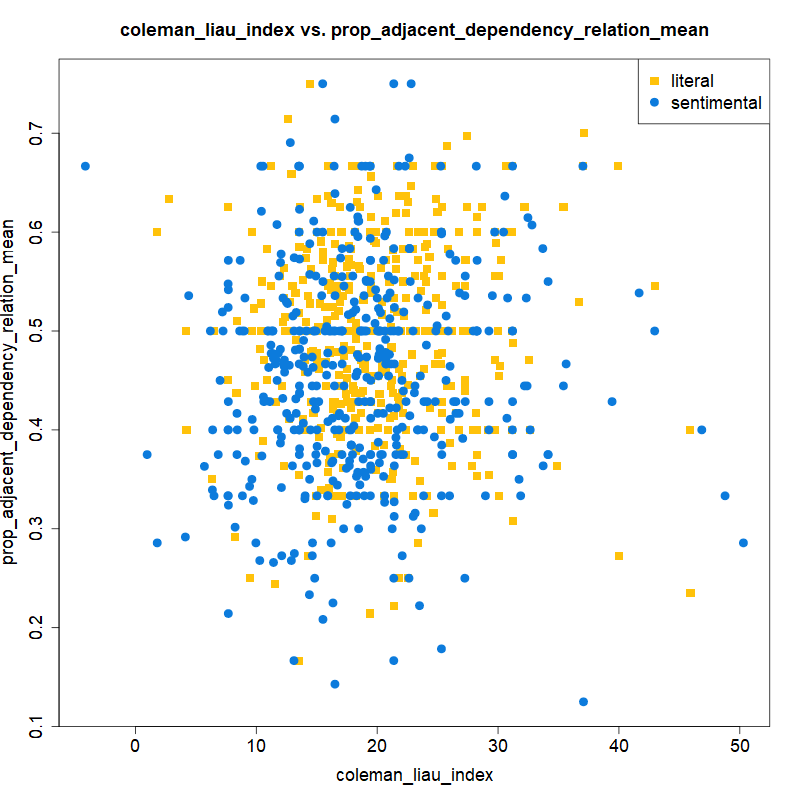 coleman_liau_index vs. prop_adjacent_dependency_relation_mean
literal
sentimental
prop_adjacent_dependency_relation_mean
0.7
0.6
0.5
0.4
0.3
0.2
0.1
0 10 20 30 40 50
coleman_liau_index